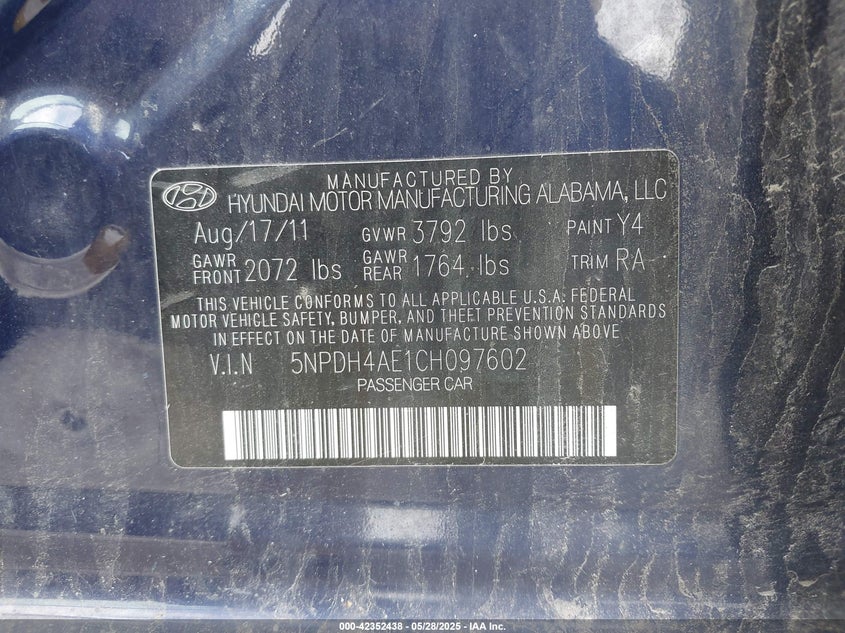 MANUFACTURED BY
HYUNDAI MOTOR MANUFACTURING ALABAMA, LLC
Aug/17/11 GVWR 3792 lbs PAINT Y4
GAWR FRONT 2072 lbs GAWR REAR 1764 lbs TRIM RA
THIS VEHICLE CONFORMS TO ALL APPLICABLE U.S.A. FEDERAL
MOTOR VEHICLE SAFETY, BUMPER, AND THEFT PREVENTION STANDARDS
IN EFFECT ON THE DATE OF MANUFACTURE SHOWN ABOVE
V.I.N 5NPDH4AE1CH097602
PASSENGER CAR
000-42352438 - 05/28/2025 - IAA Inc.